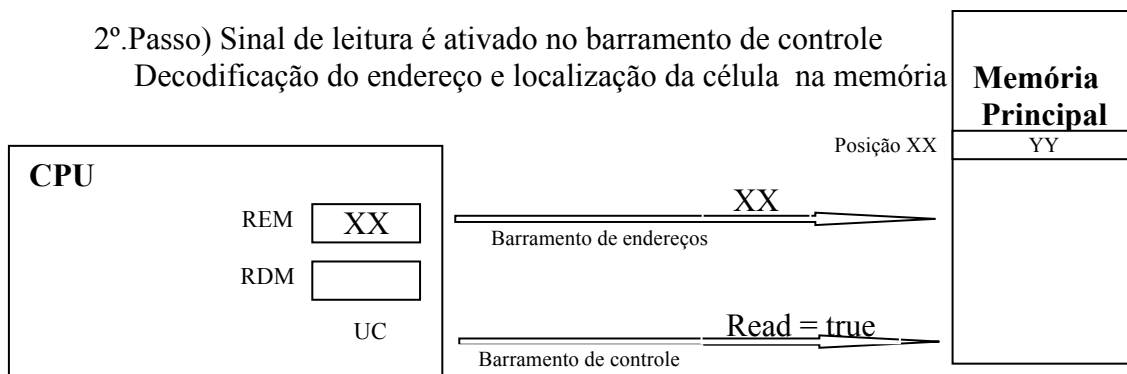 2º.Passo) Sinal de leitura é ativado no barramento de controle
Decodificação do endereço e localização da célula na memória
Memória
Principal
Posição XX
YY
CPU
REM
XX
XX
Barramento de endereços
RDM
UC
Read = true
Barramento de controle